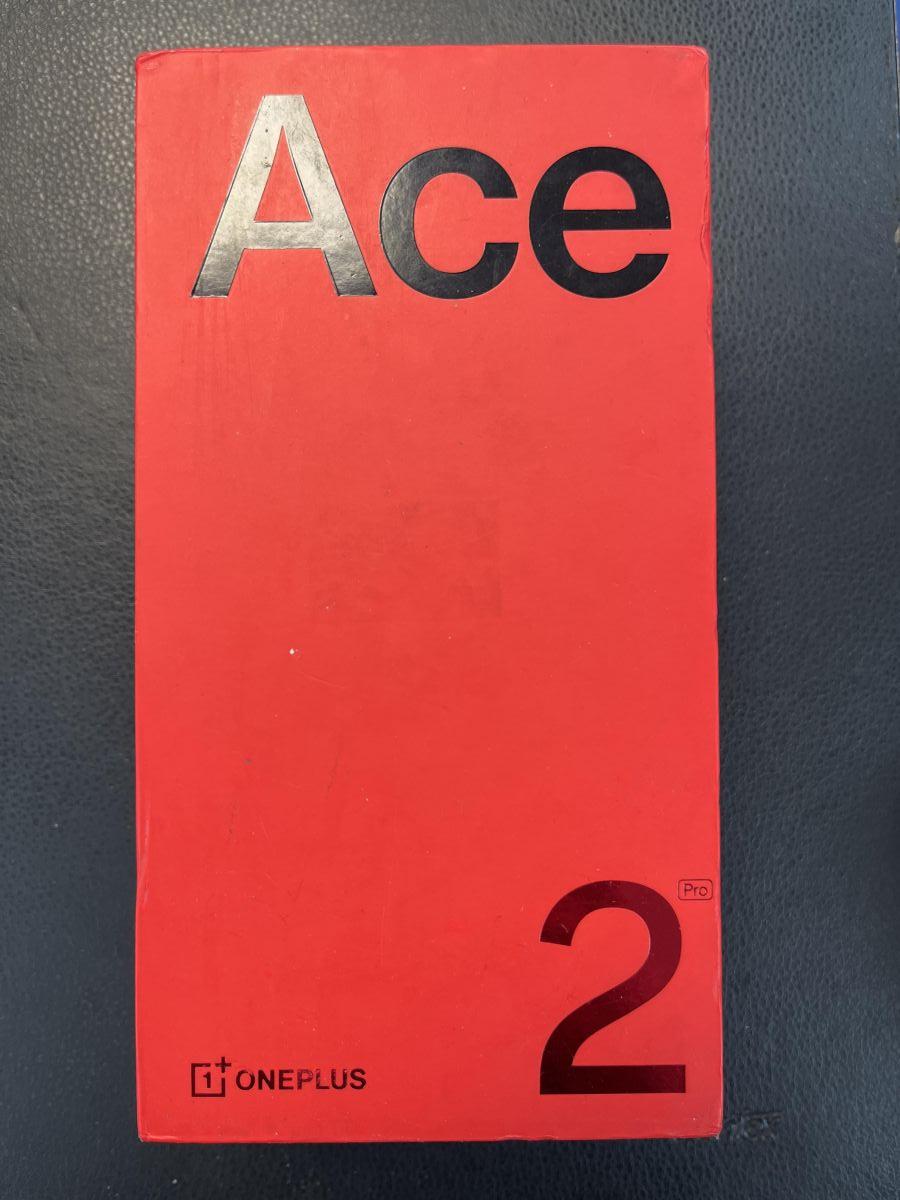 Ace
2 Pro
1+ ONEPLUS